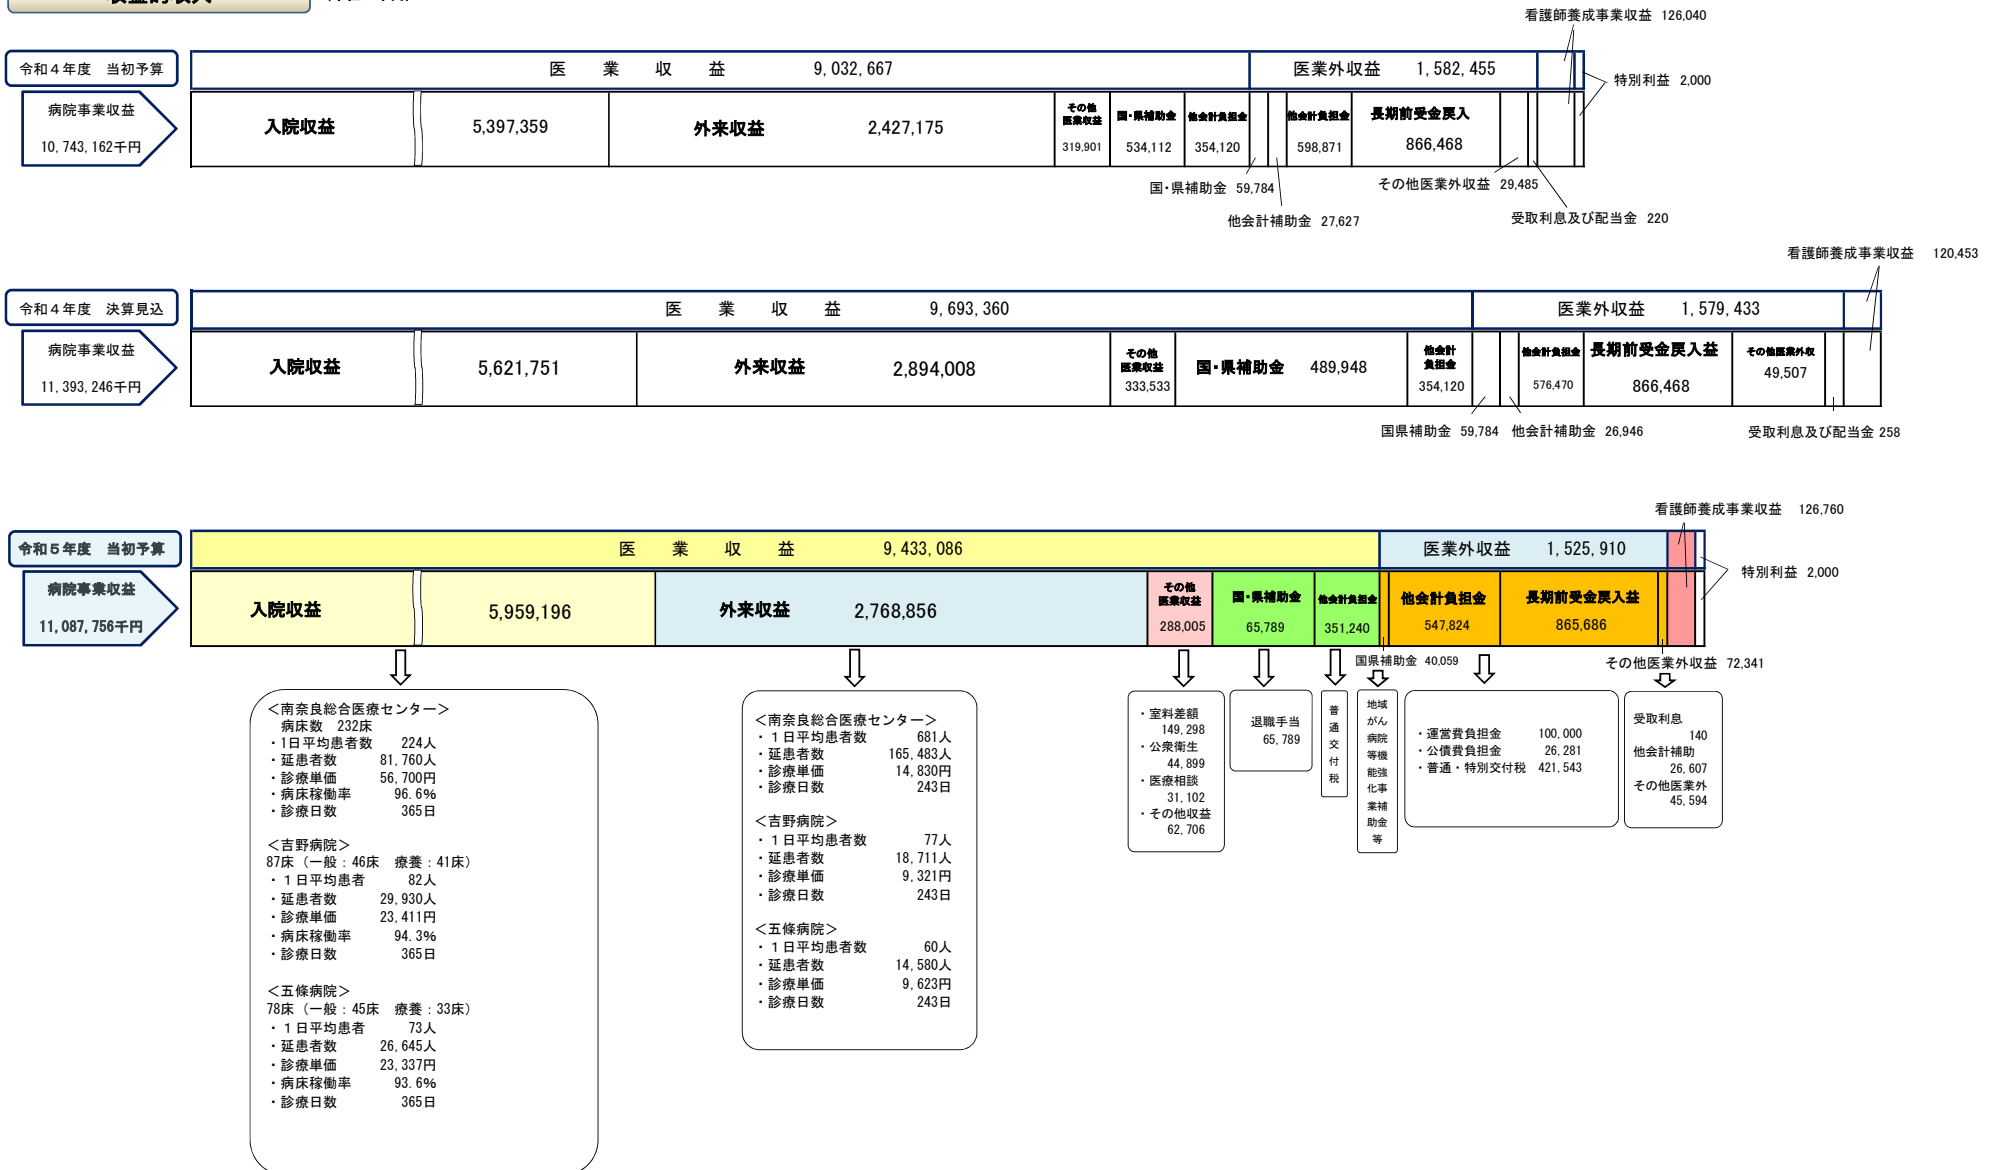 看護師養成事業収益 126,040
令和４年度 当初予算
医 業 収 益 9,032,667
医業外収益 1,582,455
特別利益 2,000
病院事業収益
10,743,162千円
入院収益 5,397,359
外来収益 2,427,175
その他
医業収益
319,901
国・県補助金
534,112
他会計負担金
354,120
他会計負担金
598,871
長期前受金戻入
866,468
国・県補助金 59,784
他会計補助金 27,627
その他医業外収益 29,485
受取利息及び配当金 220
看護師養成事業収益 120,453
令和４年度 決算見込
医 業 収 益 9,693,360
医業外収益 1,579,433
病院事業収益
11,393,246千円
入院収益 5,621,751
外来収益 2,894,008
その他
医業収益
333,533
国・県補助金 489,948
他会計
負担金
354,120
他会計負担金
576,470
長期前受金戻入益
866,468
その他医業外収
49,507
国県補助金 59,784
他会計補助金 26,946
受取利息及び配当金 258
看護師養成事業収益 126,760
令和５年度 当初予算
医 業 収 益 9,433,086
医業外収益 1,525,910
特別利益 2,000
病院事業収益
11,087,756千円
入院収益 5,959,196
外来収益 2,768,856
その他
医業収益
288,005
国・県補助金
65,789
他会計負担金
351,240
他会計負担金
547,824
長期前受金戻入益
865,686
国県補助金 40,059
その他医業外収益 72,341
＜南奈良総合医療センター＞
病床数 232床
・1日平均患者数 224人
・延患者数 81,760人
・診療単価 56,700円
・病床稼働率 96.6%
・診療日数 365日
＜吉野病院＞
87床（一般：46床 療養：41床）
・１日平均患者 82人
・延患者数 29,930人
・診療単価 23,411円
・病床稼働率 94.3%
・診療日数 365日
＜五條病院＞
78床（一般：45床 療養：33床）
・１日平均患者 73人
・延患者数 26,645人
・診療単価 23,337円
・病床稼働率 93.6%
・診療日数 365日
＜南奈良総合医療センター＞
・１日平均患者数 681人
・延患者数 165,483人
・診療単価 14,830円
・診療日数 243日
＜吉野病院＞
・１日平均患者数 77人
・延患者数 18,711人
・診療単価 9,321円
・診療日数 243日
＜五條病院＞
・１日平均患者数 60人
・延患者数 14,580人
・診療単価 9,623円
・診療日数 243日
・室料差額
149,298
・公衆衛生
44,899
・医療相談
31,102
・その他収益
62,706
退職手当
65,789
普
通
交
付
税
地域
がん
病院
等機
能強
化事
業補
助金
等
・運営費負担金 100,000
・公債費負担金 26,281
・普通・特別交付税 421,543
受取利息
140
他会計補助
26,607
その他医業外
45,594